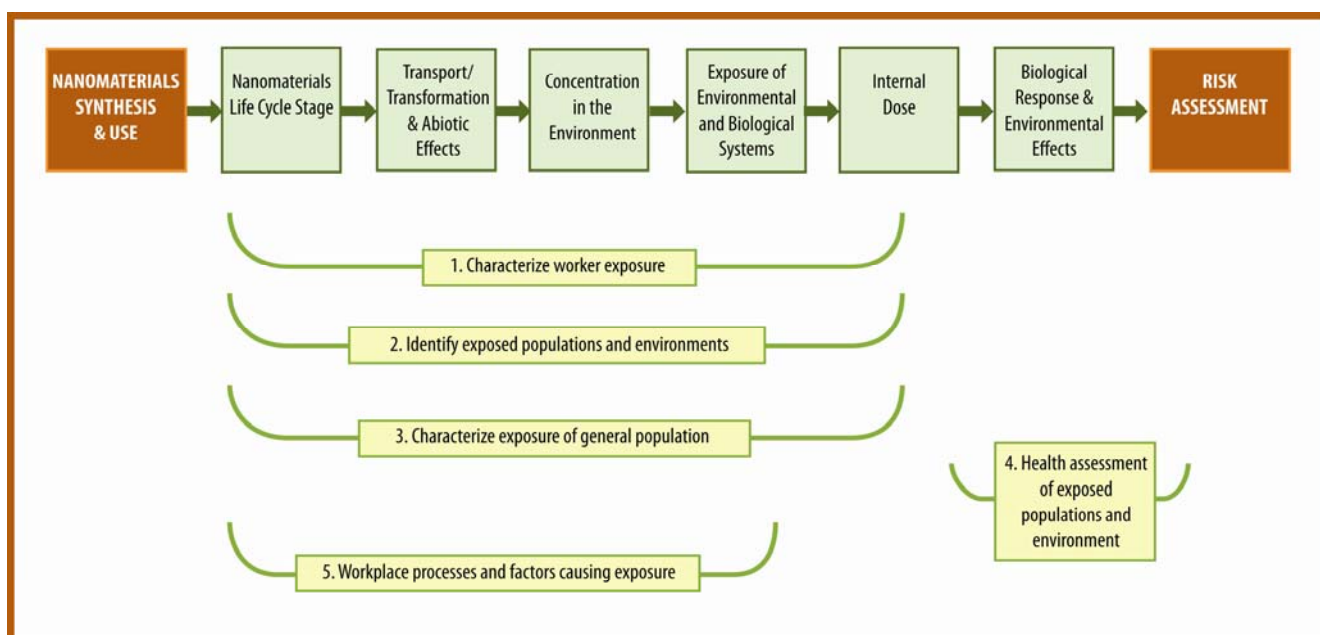 NANOMATERIALS
SYNTHESIS
& USE
Nanomaterials
Life Cycle Stage
Transport/
Transformation
& Abiotic
Effects
Concentration
in the
Environment
Exposure of
Environmental
and Biological
Systems
Internal
Dose
Biological
Response &
Environmental
Effects
RISK
ASSESSMENT
1. Characterize worker exposure
2. Identify exposed populations and environments
3. Characterize exposure of general population
4. Health assessment
of exposed
populations and
environment
5. Workplace processes and factors causing exposure